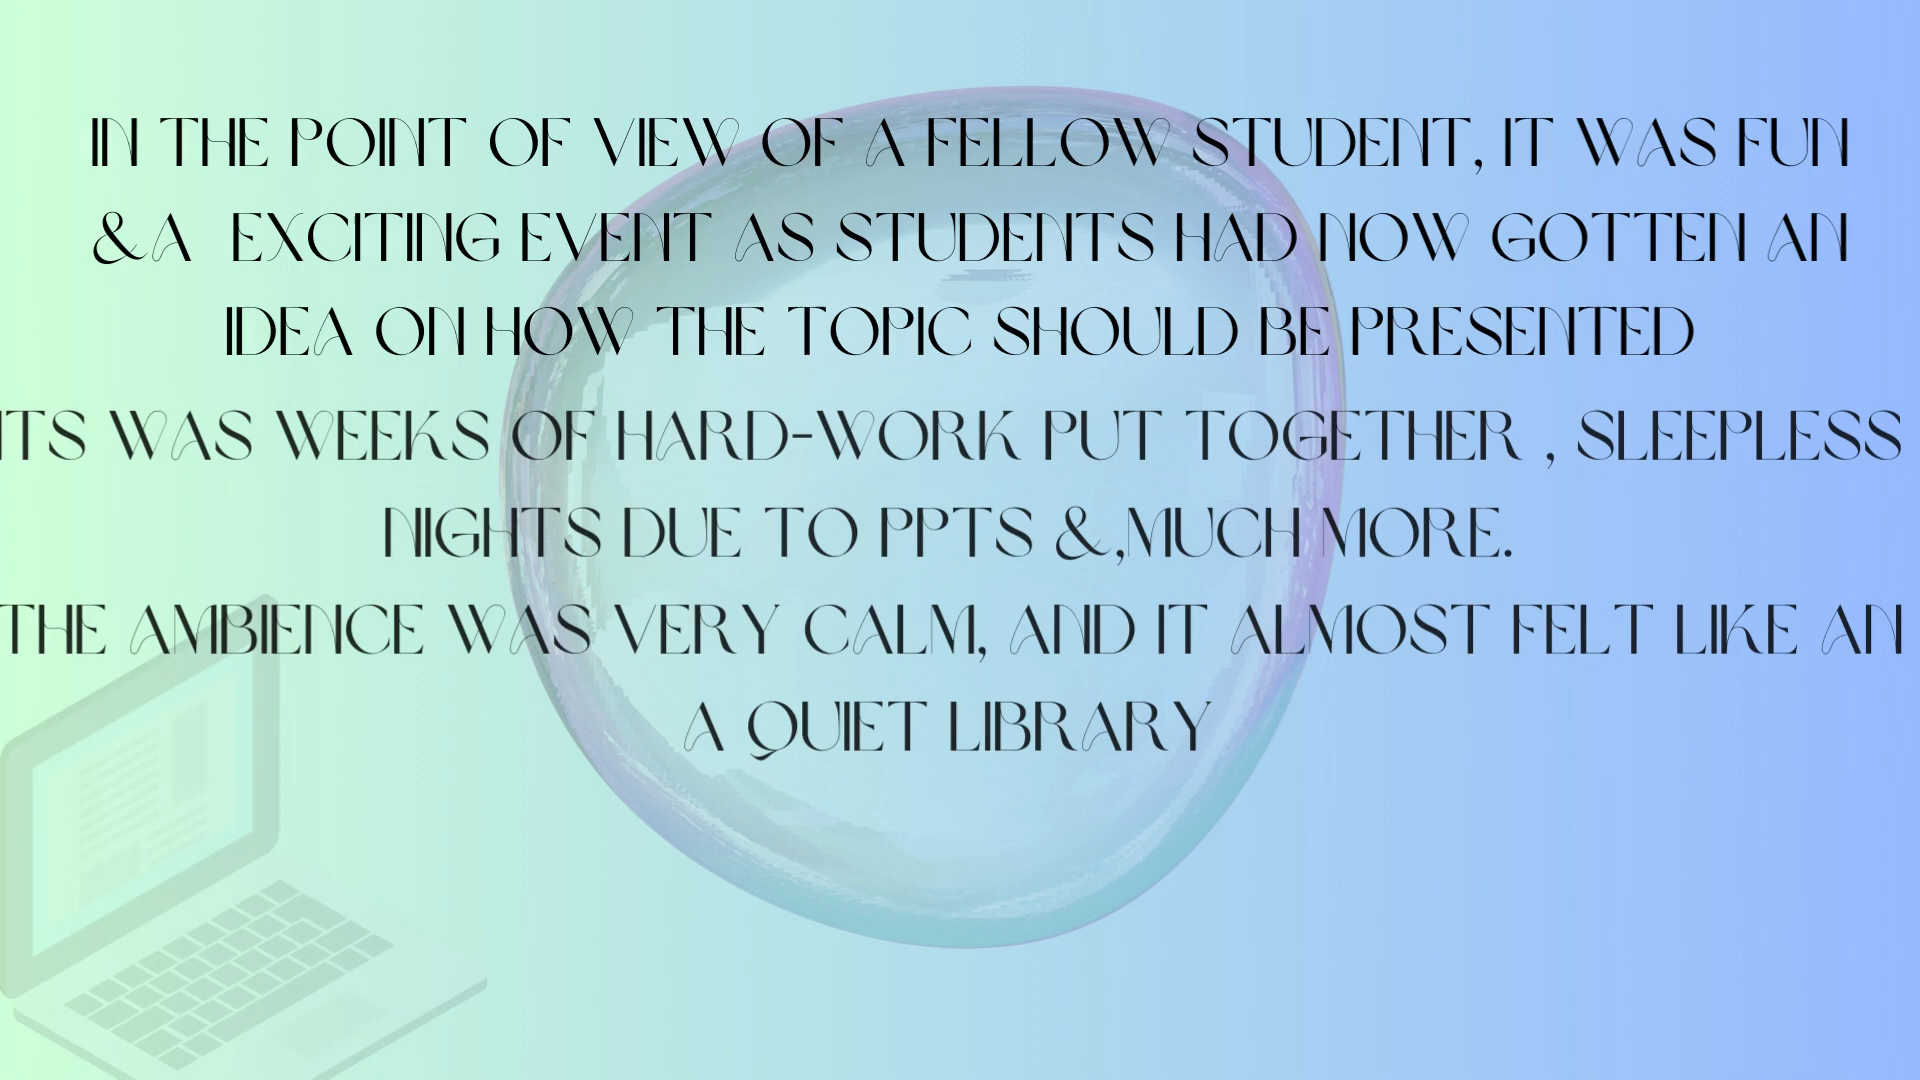 IN THE POINT OF VIEW OF A FELLOW STUDENT, IT WAS FUN
&A EXCITING EVENT AS STUDENTS HAD NOW GOTTEN AN
IDEA ON HOW THE TOPIC SHOULD BE PRESENTED
ITS WAS WEEKS OF HARD-WORK PUT TOGETHER , SLEEPLESS
NIGHTS DUE TO PPTS &,MUCH MORE.
THE AMBIENCE WAS VERY CALM, AND IT ALMOST FELT LIKE AN
A QUIET LIBRARY